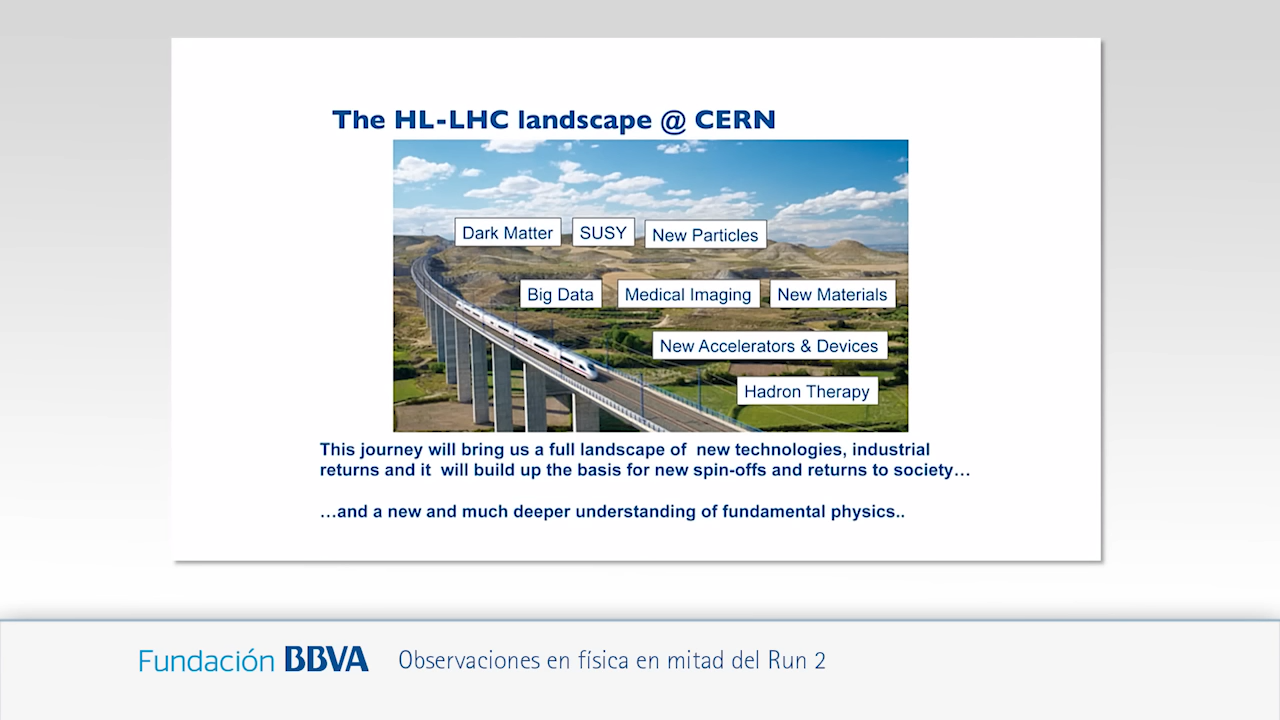 The HL-LHC landscape @ CERN
Dark Matter
SUSY
New Particles
Big Data
Medical Imaging
New Materials
New Accelerators & Devices
Hadron Therapy
This journey will bring us a full landscape of new technologies, industrial
returns and it will build up the basis for new spin-offs and returns to society…
…and a new and much deeper understanding of fundamental physics..
Fundación BBVA
Observaciones en física en mitad del Run 2